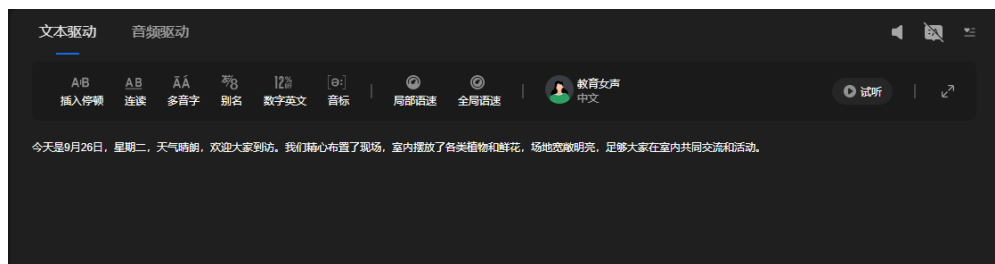 文本驱动 音频驱动
A|B AB ĀÁ 12% [ɵ:]
插入停顿 连读 多音字 别名 数字英文 音标 局部语速 全局语速 教育女声 试听
中文
今天是9月26日，星期二，天气晴朗，欢迎大家到访。我们精心布置了现场，室内摆放了各类植物和鲜花，场地宽敞明亮，足够大家在室内共同交流和活动。